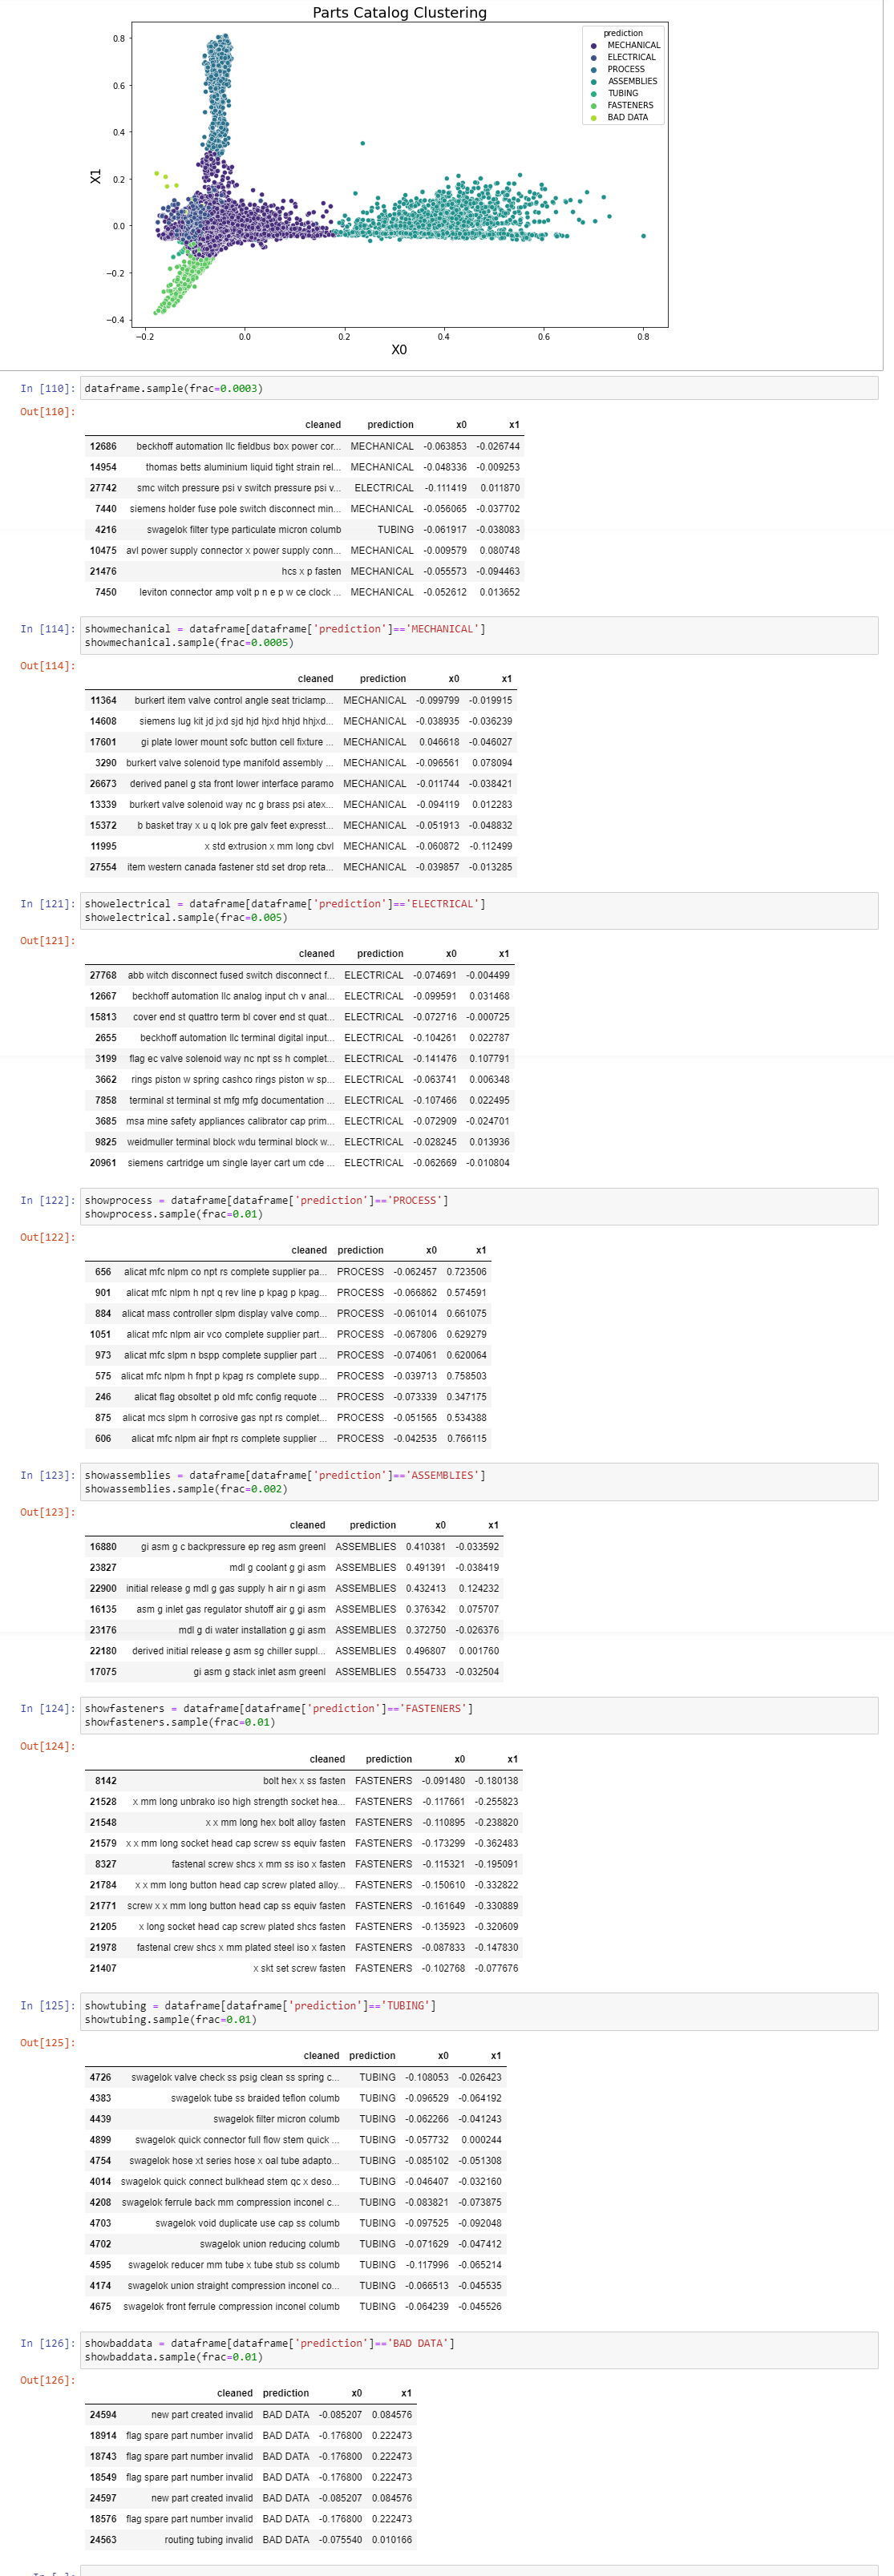 Parts Catalog Clustering
prediction
MECHANICAL
ELECTRICAL
PROCESS
ASSEMBLIES
TUBING
FASTENERS
BAD DATA
0.8
0.6
0.4
0.2
0.0
−0.2
−0.4
X1
−0.2 0.0 0.2 0.4 0.6 0.8
X0
In [110]: dataframe.sample(frac=0.0003)
Out[110]:
cleaned prediction x0 x1
12686 beckhoff automation llc fieldbus box power cor... MECHANICAL -0.063853 -0.026744
14954 thomas betts aluminium liquid tight strain rel... MECHANICAL -0.048336 -0.009253
27742 smc witch pressure psi v switch pressure psi v... ELECTRICAL -0.111419 0.011870
7440 siemens holder fuse pole switch disconnect min... MECHANICAL -0.056065 -0.037702
4216 swagelok filter type particulate micron columb TUBING -0.061917 -0.038083
10475 avl power supply connector x power supply conn... MECHANICAL -0.009579 0.080748
21476 hcs x p fasten MECHANICAL -0.055573 -0.094463
7450 leviton connector amp volt p n e p w ce clock ... MECHANICAL -0.052612 0.013652
In [114]: showmechanical = dataframe[dataframe['prediction']=='MECHANICAL']
showmechanical.sample(frac=0.0005)
Out[114]:
cleaned prediction x0 x1
11364 burkert item valve control angle seat triclamp... MECHANICAL -0.099799 -0.019915
14608 siemens lug kit jd jxd sjd hjd hjxd hhjd hhjxd... MECHANICAL -0.038935 -0.036239
17601 gi plate lower mount sofc button cell fixture ... MECHANICAL 0.046618 -0.046027
3290 burkert valve solenoid type manifold assembly ... MECHANICAL -0.096561 0.078094
26673 derived panel g sta front lower interface paramo MECHANICAL -0.011744 -0.038421
13339 burkert valve solenoid way nc g brass psi atex... MECHANICAL -0.094119 0.012283
15372 b basket tray x u q lok pre galv feet expresst... MECHANICAL -0.051913 -0.048832
11995 x std extrusion x mm long cbvl MECHANICAL -0.060872 -0.112499
27554 item western canada fastener std set drop reta... MECHANICAL -0.039857 -0.013285
In [121]: showelectrical = dataframe[dataframe['prediction']=='ELECTRICAL']
showelectrical.sample(frac=0.005)
Out[121]:
cleaned prediction x0 x1
27768 abb witch disconnect fused switch disconnect f... ELECTRICAL -0.074691 -0.004499
12667 beckhoff automation llc analog input ch v anal... ELECTRICAL -0.099591 0.031468
15813 cover end st quattro term bl cover end st quat... ELECTRICAL -0.072716 -0.000725
2655 beckhoff automation llc terminal digital input... ELECTRICAL -0.104261 0.022787
3199 flag ec valve solenoid way nc npt ss h complet... ELECTRICAL -0.141476 0.107791
3662 rings piston w spring cashco rings piston w sp... ELECTRICAL -0.063741 0.006348
7858 terminal st terminal st mfg mfg documentation ... ELECTRICAL -0.107466 0.022495
3685 msa mine safety appliances calibrator cap prim... ELECTRICAL -0.072909 -0.024701
9825 weidmuller terminal block wdu terminal block w... ELECTRICAL -0.028245 0.013936
20961 siemens cartridge um single layer cart um cde ... ELECTRICAL -0.062669 -0.010804
In [122]: showprocess = dataframe[dataframe['prediction']=='PROCESS']
showprocess.sample(frac=0.01)
Out[122]:
cleaned prediction x0 x1
656 alicat mfc nlpm co npt rs complete supplier pa... PROCESS -0.062457 0.723506
901 alicat mfc nlpm h npt q rev line p kpag p kpag... PROCESS -0.066862 0.574591
884 alicat mass controller slpm display valve comp... PROCESS -0.061014 0.661075
1051 alicat mfc nlpm air vco complete supplier part... PROCESS -0.067806 0.629279
973 alicat mfc slpm n bspp complete supplier part ... PROCESS -0.074061 0.620064
575 alicat mfc nlpm h fnpt p kpag rs complete supp... PROCESS -0.039713 0.758503
246 alicat flag obsoltet p old mfc config requote ... PROCESS -0.073339 0.347175
875 alicat mcs slpm h corrosive gas npt rs complet... PROCESS -0.051565 0.534388
606 alicat mfc nlpm air fnpt rs complete supplier ... PROCESS -0.042535 0.766115
In [123]: showassemblies = dataframe[dataframe['prediction']=='ASSEMBLIES']
showassemblies.sample(frac=0.002)
Out[123]:
cleaned prediction x0 x1
16880 gi asm g c backpressure ep reg asm greenl ASSEMBLIES 0.410381 -0.033592
23827 mdl g coolant g gi asm ASSEMBLIES 0.491391 -0.038419
22900 initial release g mdl g gas supply h air n gi asm ASSEMBLIES 0.432413 0.124232
16135 asm g inlet gas regulator shutoff air g gi asm ASSEMBLIES 0.376342 0.075707
23176 mdl g di water installation g gi asm ASSEMBLIES 0.372750 -0.026376
22180 derived initial release g asm sg chiller suppl... ASSEMBLIES 0.496807 0.001760
17075 gi asm g stack inlet asm greenl ASSEMBLIES 0.554733 -0.032504
In [124]: showfasteners = dataframe[dataframe['prediction']=='FASTENERS']
showfasteners.sample(frac=0.01)
Out[124]:
cleaned prediction x0 x1
8142 bolt hex x ss fasten FASTENERS -0.091480 -0.180138
21528 x mm long unbrako iso high strength socket hea... FASTENERS -0.117661 -0.255823
21548 x x mm long hex bolt alloy fasten FASTENERS -0.110895 -0.238820
21579 x x mm long socket head cap screw ss equiv fasten FASTENERS -0.173299 -0.362483
8327 fastenal screw shcs x mm ss iso x fasten FASTENERS -0.115321 -0.195091
21784 x x mm long button head cap screw plated alloy... FASTENERS -0.150610 -0.332822
21771 screw x x mm long button head cap ss equiv fasten FASTENERS -0.161649 -0.330889
21205 x long socket head cap screw plated shcs fasten FASTENERS -0.135923 -0.320609
21978 fastenal crew shcs x mm plated steel iso x fasten FASTENERS -0.087833 -0.147830
21407 x skt set screw fasten FASTENERS -0.102768 -0.077676
In [125]: showtubing = dataframe[dataframe['prediction']=='TUBING']
showtubing.sample(frac=0.01)
Out[125]:
cleaned prediction x0 x1
4726 swagelok valve check ss psig clean ss spring c... TUBING -0.108053 -0.026423
4383 swagelok tube ss braided teflon columb TUBING -0.096529 -0.064192
4439 swagelok filter micron columb TUBING -0.062266 -0.041243
4899 swagelok quick connector full flow stem quick ... TUBING -0.057732 0.000244
4754 swagelok hose xt series hose x oal tube adapto... TUBING -0.085102 -0.051308
4014 swagelok quick connect bulkhead stem qc x deso... TUBING -0.046407 -0.032160
4208 swagelok ferrule back mm compression inconel c... TUBING -0.083821 -0.073875
4703 swagelok void duplicate use cap ss columb TUBING -0.097525 -0.092048
4702 swagelok union reducing columb TUBING -0.071629 -0.047412
4595 swagelok reducer mm tube x tube stub ss columb TUBING -0.117996 -0.065214
4174 swagelok union straight compression inconel co... TUBING -0.066513 -0.045535
4675 swagelok front ferrule compression inconel columb TUBING -0.064239 -0.045526
In [126]: showbaddata = dataframe[dataframe['prediction']=='BAD DATA']
showbaddata.sample(frac=0.01)
Out[126]:
cleaned prediction x0 x1
24594 new part created invalid BAD DATA -0.085207 0.084576
18914 flag spare part number invalid BAD DATA -0.176800 0.222473
18743 flag spare part number invalid BAD DATA -0.176800 0.222473
18549 flag spare part number invalid BAD DATA -0.176800 0.222473
24597 new part created invalid BAD DATA -0.085207 0.084576
18576 flag spare part number invalid BAD DATA -0.176800 0.222473
24563 routing tubing invalid BAD DATA -0.075540 0.010166